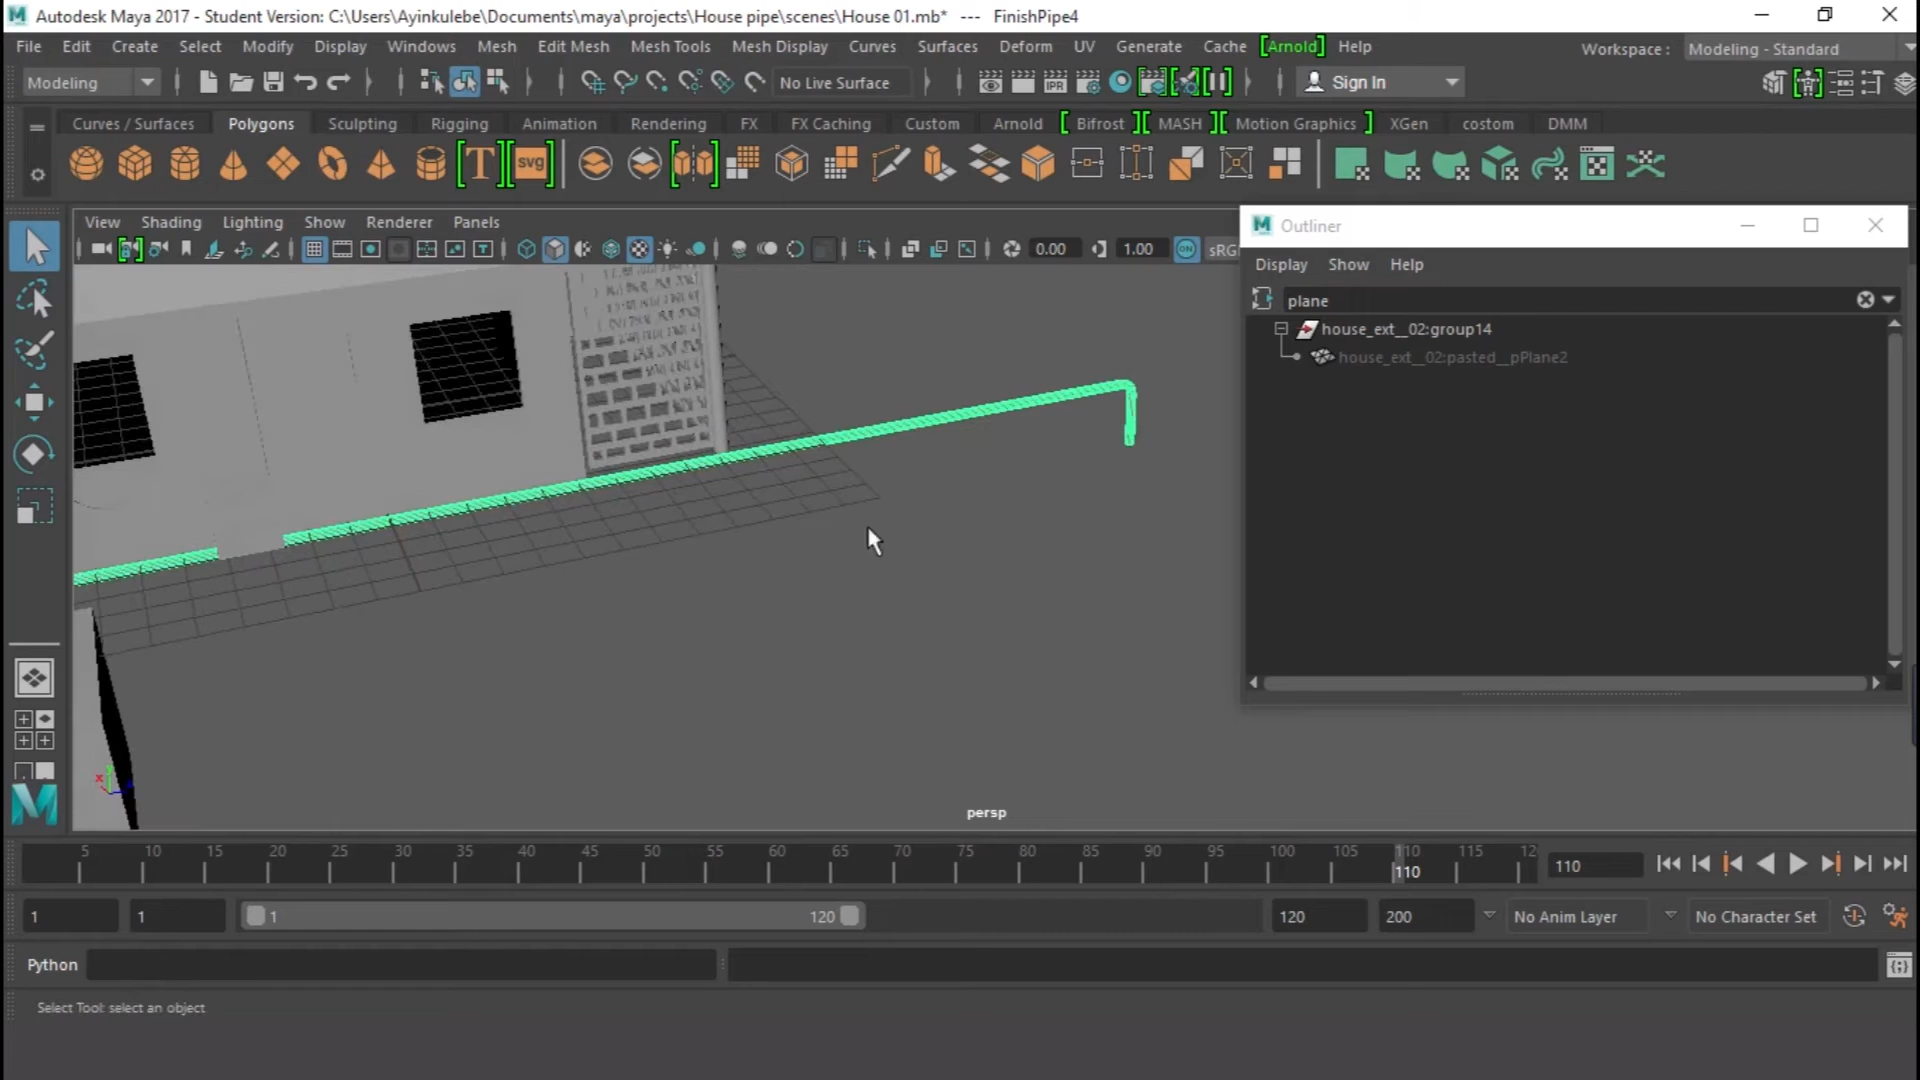 Autodesk Maya 2017 - Student Version: C:\Users\Ayinkulebe\Documents\maya\projects\House pipe\scenes\House 01.mb* --- FinishPipe4
File Edit Create Select Modify Display Windows Mesh Edit Mesh Mesh Tools Mesh Display Curves Surfaces Deform UV Generate Cache [Arnold] Help Workspace : Modeling - Standard
Modeling No Live Surface IPR Sign In
Curves / Surfaces Polygons Sculpting Rigging Animation Rendering FX FX Caching Custom Arnold [ Bifrost ][ MASH ][ Motion Graphics ] XGen costom DMM
T svg
View Shading Lighting Show Renderer Panels
0.00 1.00 ON sRG
Outliner
Display Show Help
plane
house_ext__02:group14
house_ext__02:pasted__pPlane2
x y
persp
5 10 15 20 25 30 35 40 45 50 55 60 65 70 75 80 85 90 95 100 105 110 115 12
110 110
1 1 1 120 120 200 No Anim Layer No Character Set
Python
Select Tool: select an object